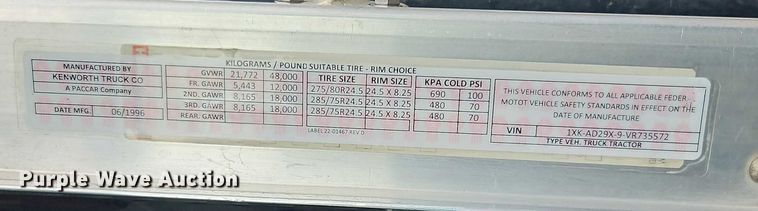 KILOGRAMS / POUND SUITABLE TIRE - RIM CHOICE
MANUFACTURED BY
KENWORTH TRUCK CO
A PACCAR Company
DATE MFG. 06/1996
GVWR 21,772 48,000 TIRE SIZE RIM SIZE KPA COLD PSI
FR. GAWR 5,443 12,000 275/80R24.5 24.5 X 8.25 690 100
2ND. GAWR 8,165 18,000 285/75R24.5 24.5 X 8.25 480 70
3RD. GAWR 8,165 18,000 285/75R24.5 24.5 X 8.25 480 70
REAR. GAWR
LABEL 22-01467 REV D
THIS VEHICLE CONFORMS TO ALL APPLICABLE FEDER
MOTOT VEHICLE SAFETY STANDARDS IN EFFECT ON THE
DATE OF MANUFACTURE
VIN 1XK-AD29X-9-VR735572
TYPE VEH. TRUCK TRACTOR
Purple Wave Auction